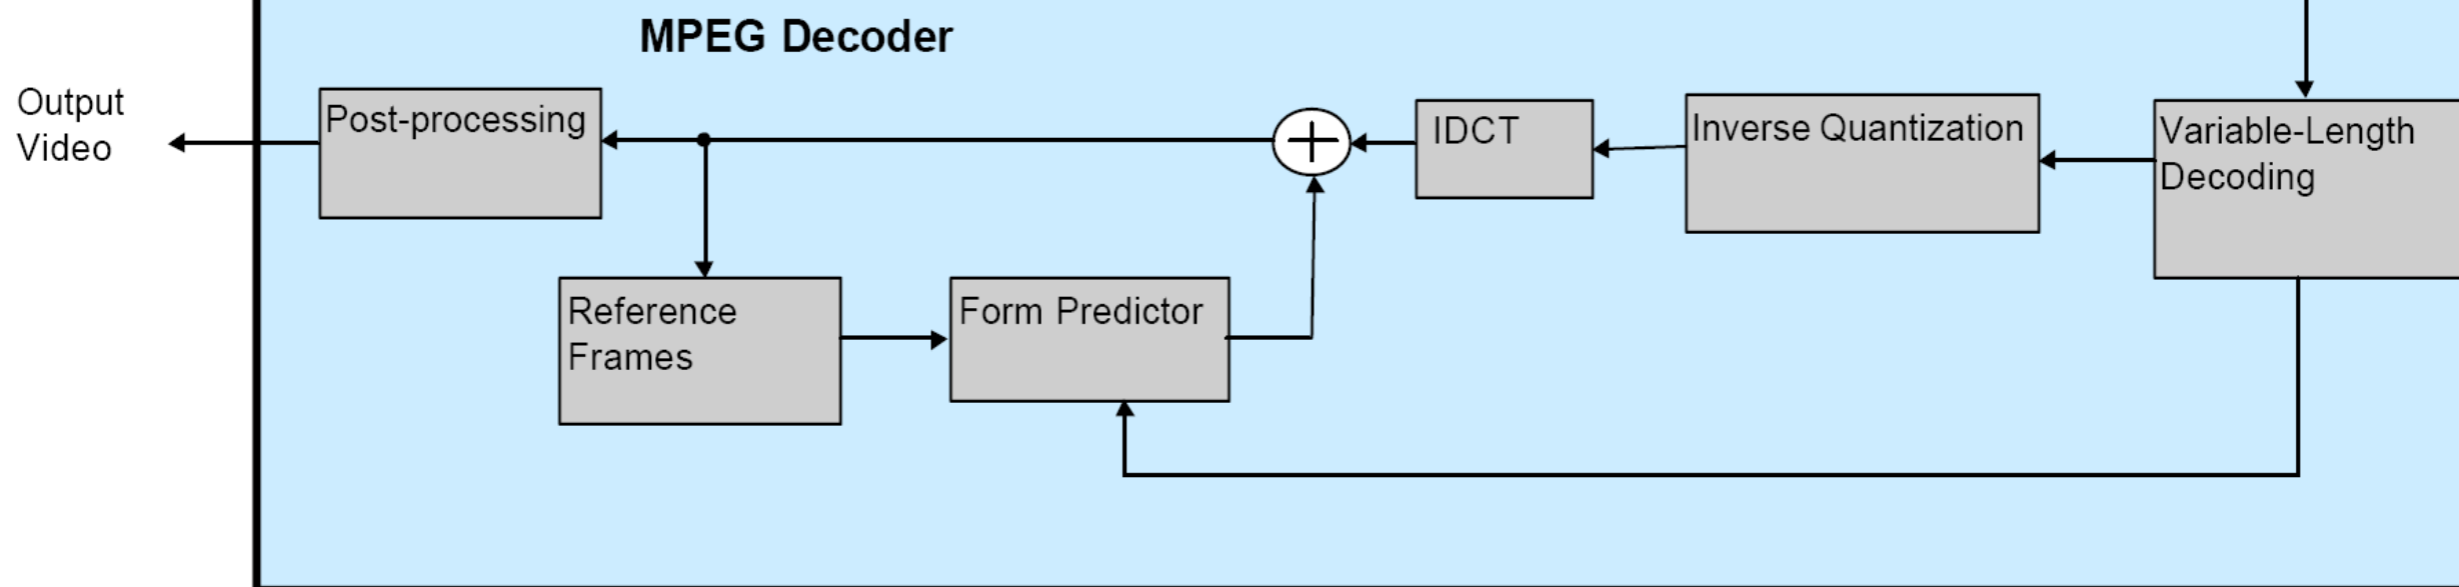 MPEG Decoder
Output
Video
Post-processing
IDCT
Inverse Quantization
Variable-Length
Decoding
Reference
Frames
Form Predictor